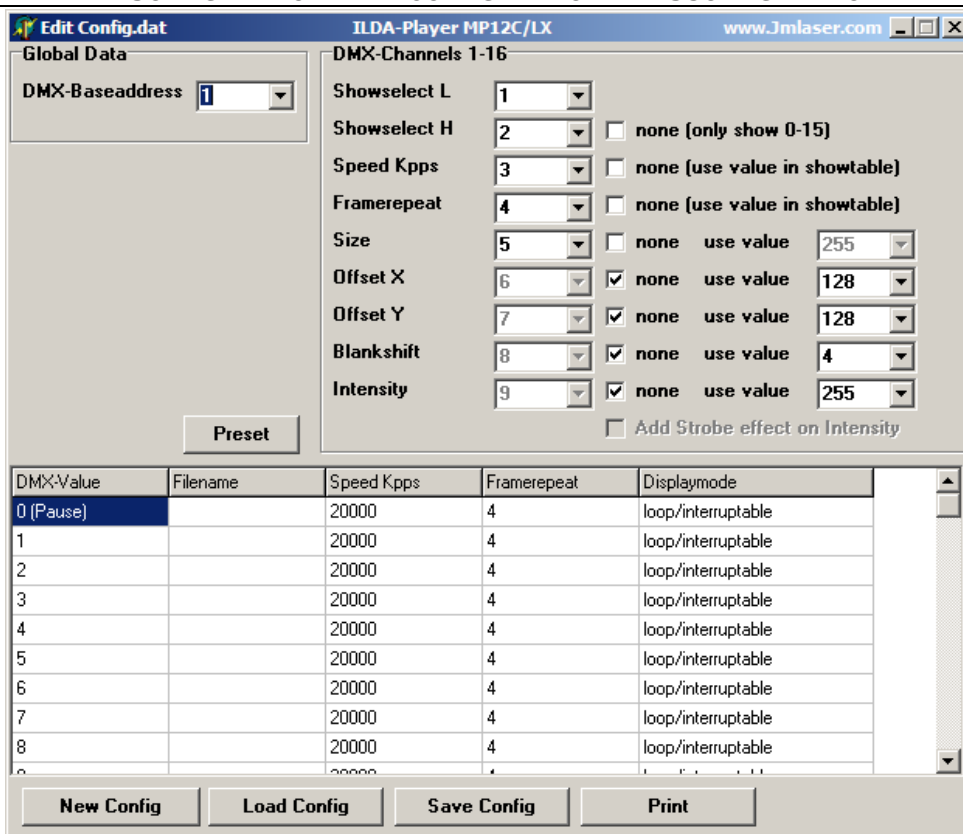 Edit Config.dat ILDA-Player MP12C/LX www.Jmlaser.com
Global Data
DMX-Baseaddress 1
Preset
DMX-Channels 1-16
Showselect L 1
Showselect H 2 none (only show 0-15)
Speed Kpps 3 none (use value in showtable)
Framerepeat 4 none (use value in showtable)
Size 5 none use value 255
Offset X 6 none use value 128
Offset Y 7 none use value 128
Blankshift 8 none use value 4
Intensity 9 none use value 255
Add Strobe effect on Intensity
DMX-Value Filename Speed Kpps Framerepeat Displaymode
0 (Pause) 20000 4 loop/interruptable
1 20000 4 loop/interruptable
2 20000 4 loop/interruptable
3 20000 4 loop/interruptable
4 20000 4 loop/interruptable
5 20000 4 loop/interruptable
6 20000 4 loop/interruptable
7 20000 4 loop/interruptable
8 20000 4 loop/interruptable
New Config Load Config Save Config Print